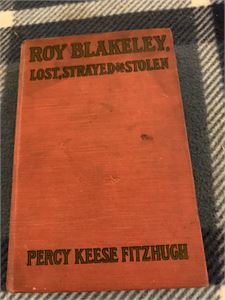 ROY BLAKELEY,
LOST, STRAYED OR STOLEN
PERCY KEESE FITZHUGH